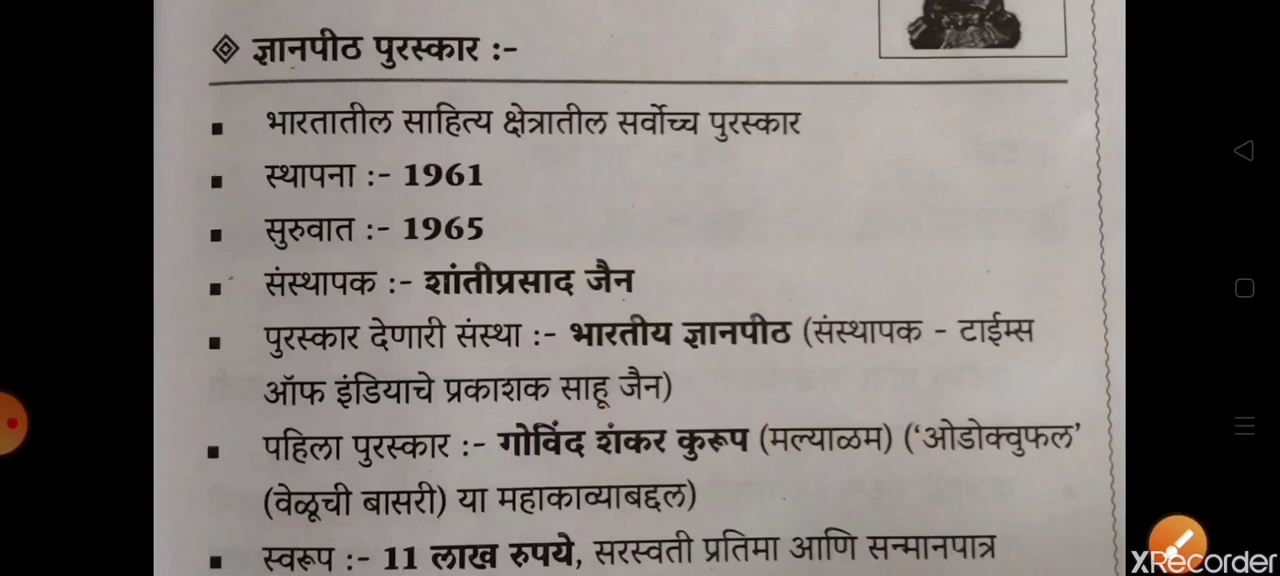 ज्ञानपीठ पुरस्कार :-
भारतातील साहित्य क्षेत्रातील सर्वोच्च पुरस्कार
स्थापना :- 1961
सुरुवात :- 1965
संस्थापक :- शांतीप्रसाद जैन
पुरस्कार देणारी संस्था :- भारतीय ज्ञानपीठ (संस्थापक - टाईम्स
ऑफ इंडियाचे प्रकाशक साहू जैन)
पहिला पुरस्कार :- गोविंद शंकर कुरूप (मल्याळम) ('ओडोक्वुफल'
(वेळूची बासरी) या महाकाव्याबद्दल)
स्वरूप :- 11 लाख रुपये, सरस्वती प्रतिमा आणि सन्मानपात्र
XRecorder